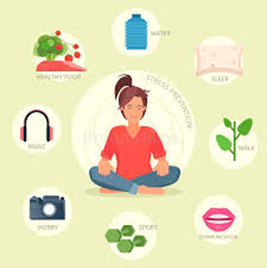 WATER
HEALTHY FOOD
SLEEP
STRESS PREVENTION
MUSIC
WALK
HOBBY
SPORT
COMMUNICATION